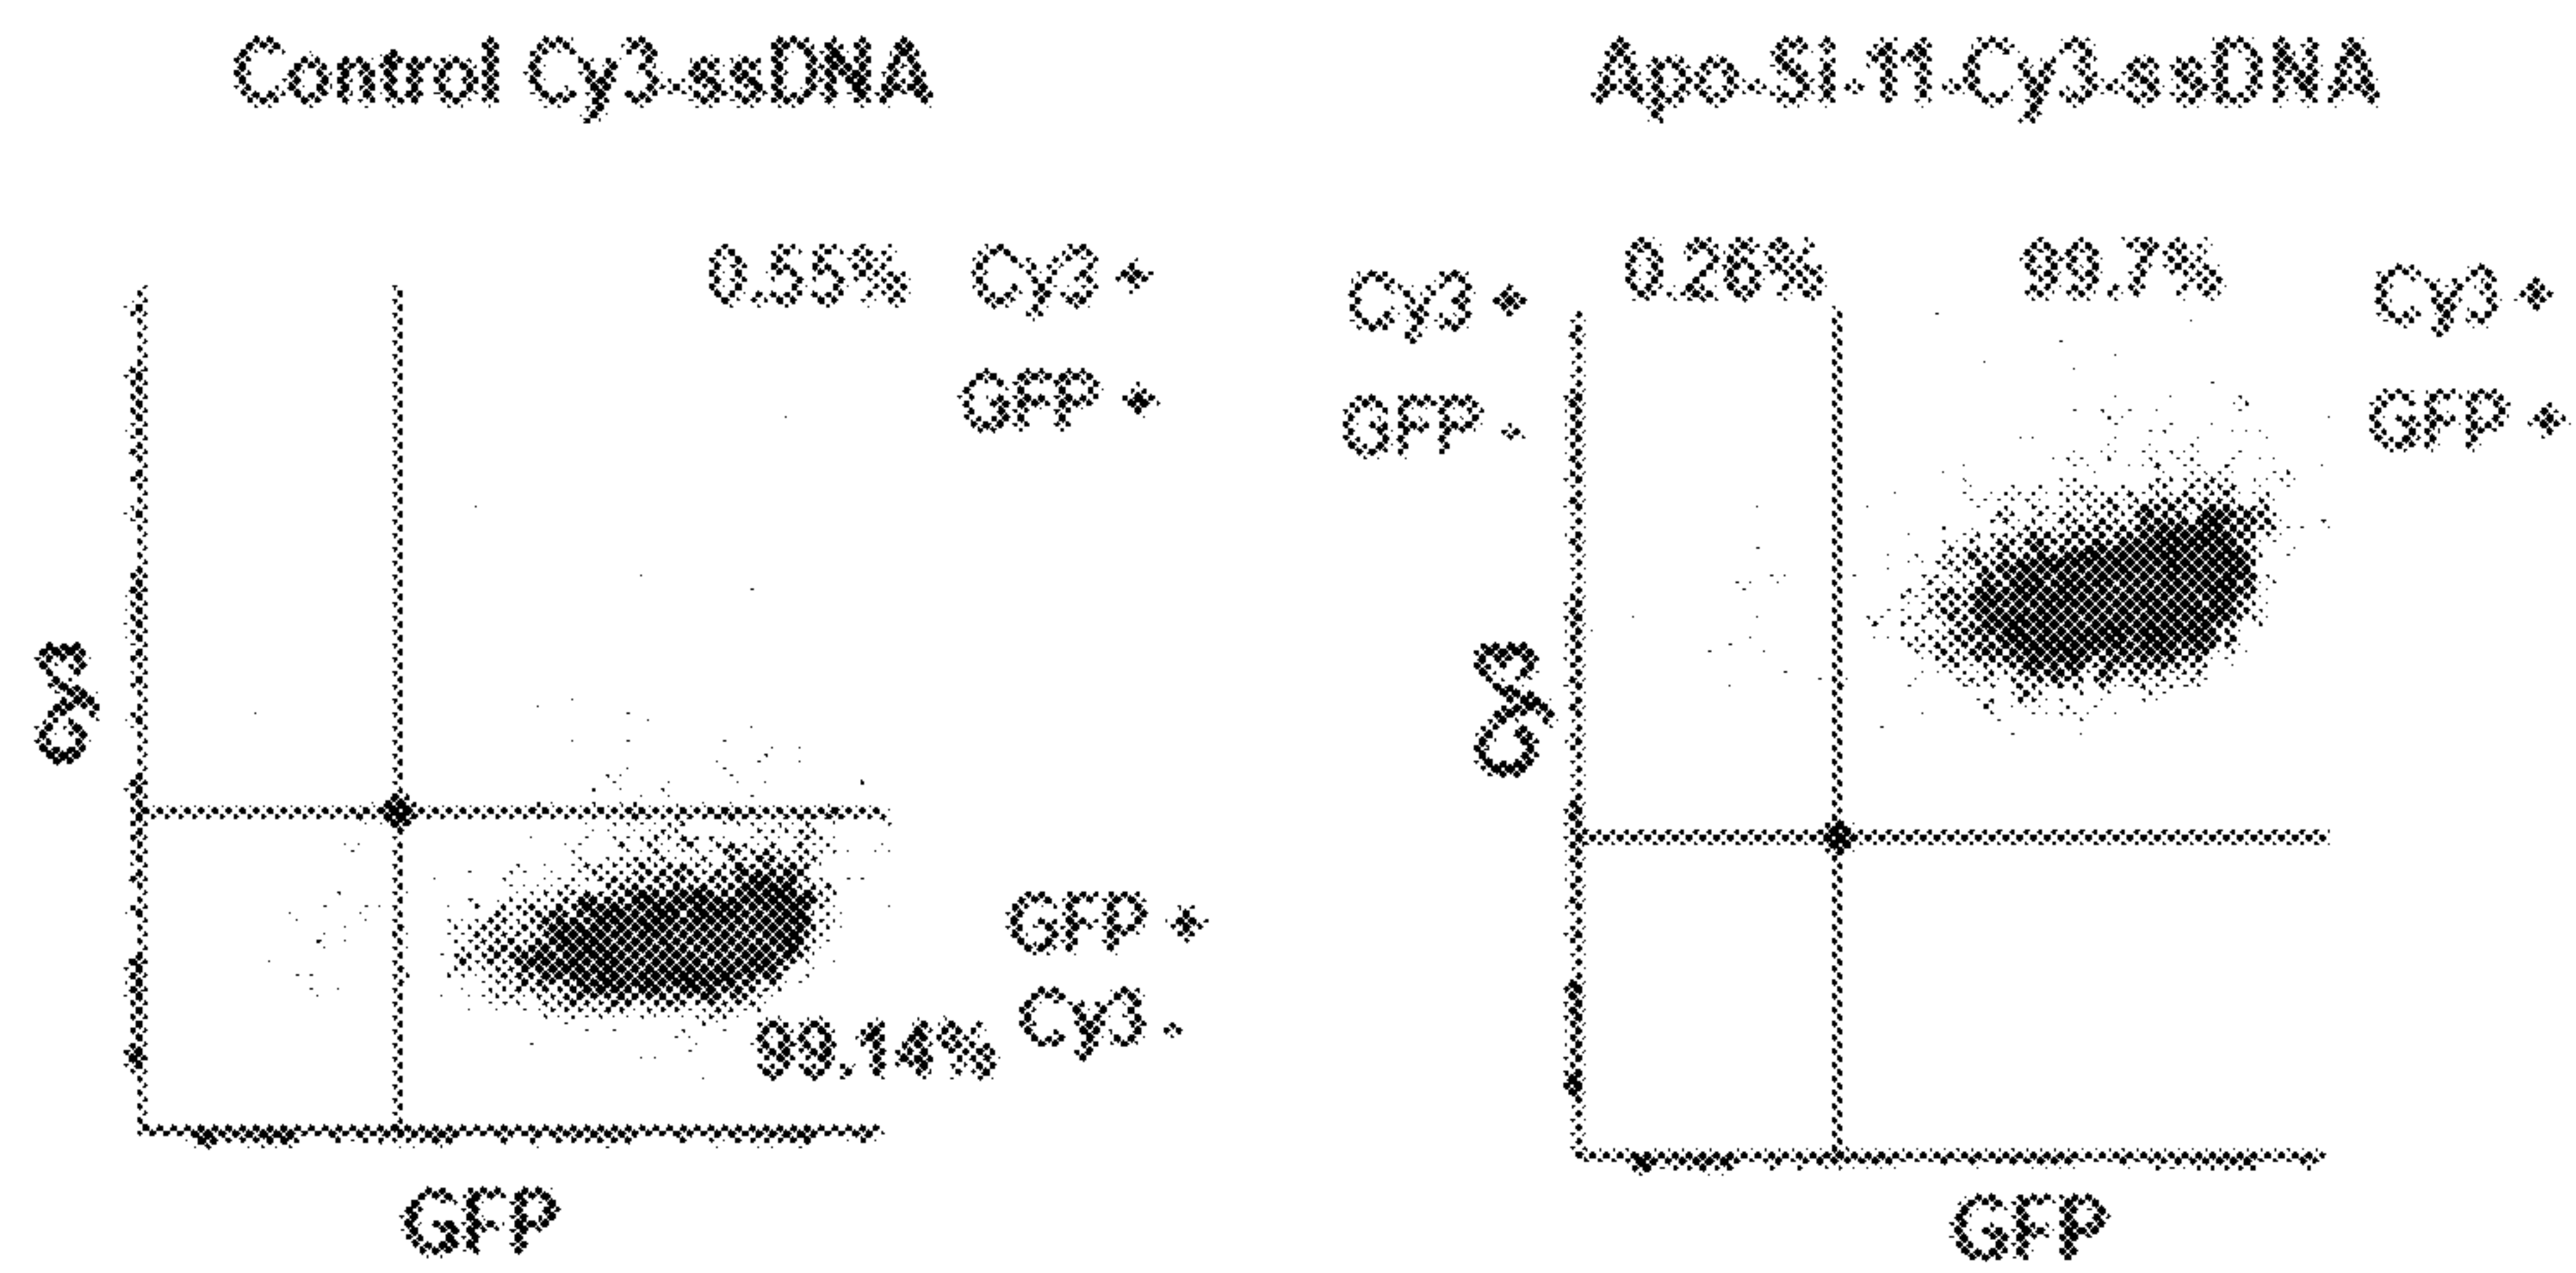 Control Cy3-ssDNA
0.55% Cy3 +
GFP +
Cy3
GFP +
Cy3 -
99.14%
GFP
Apo-Si-11-Cy3-ssDNA
Cy3 +
GFP -
0.26%
99.7%
Cy3 +
GFP +
Cy3
GFP